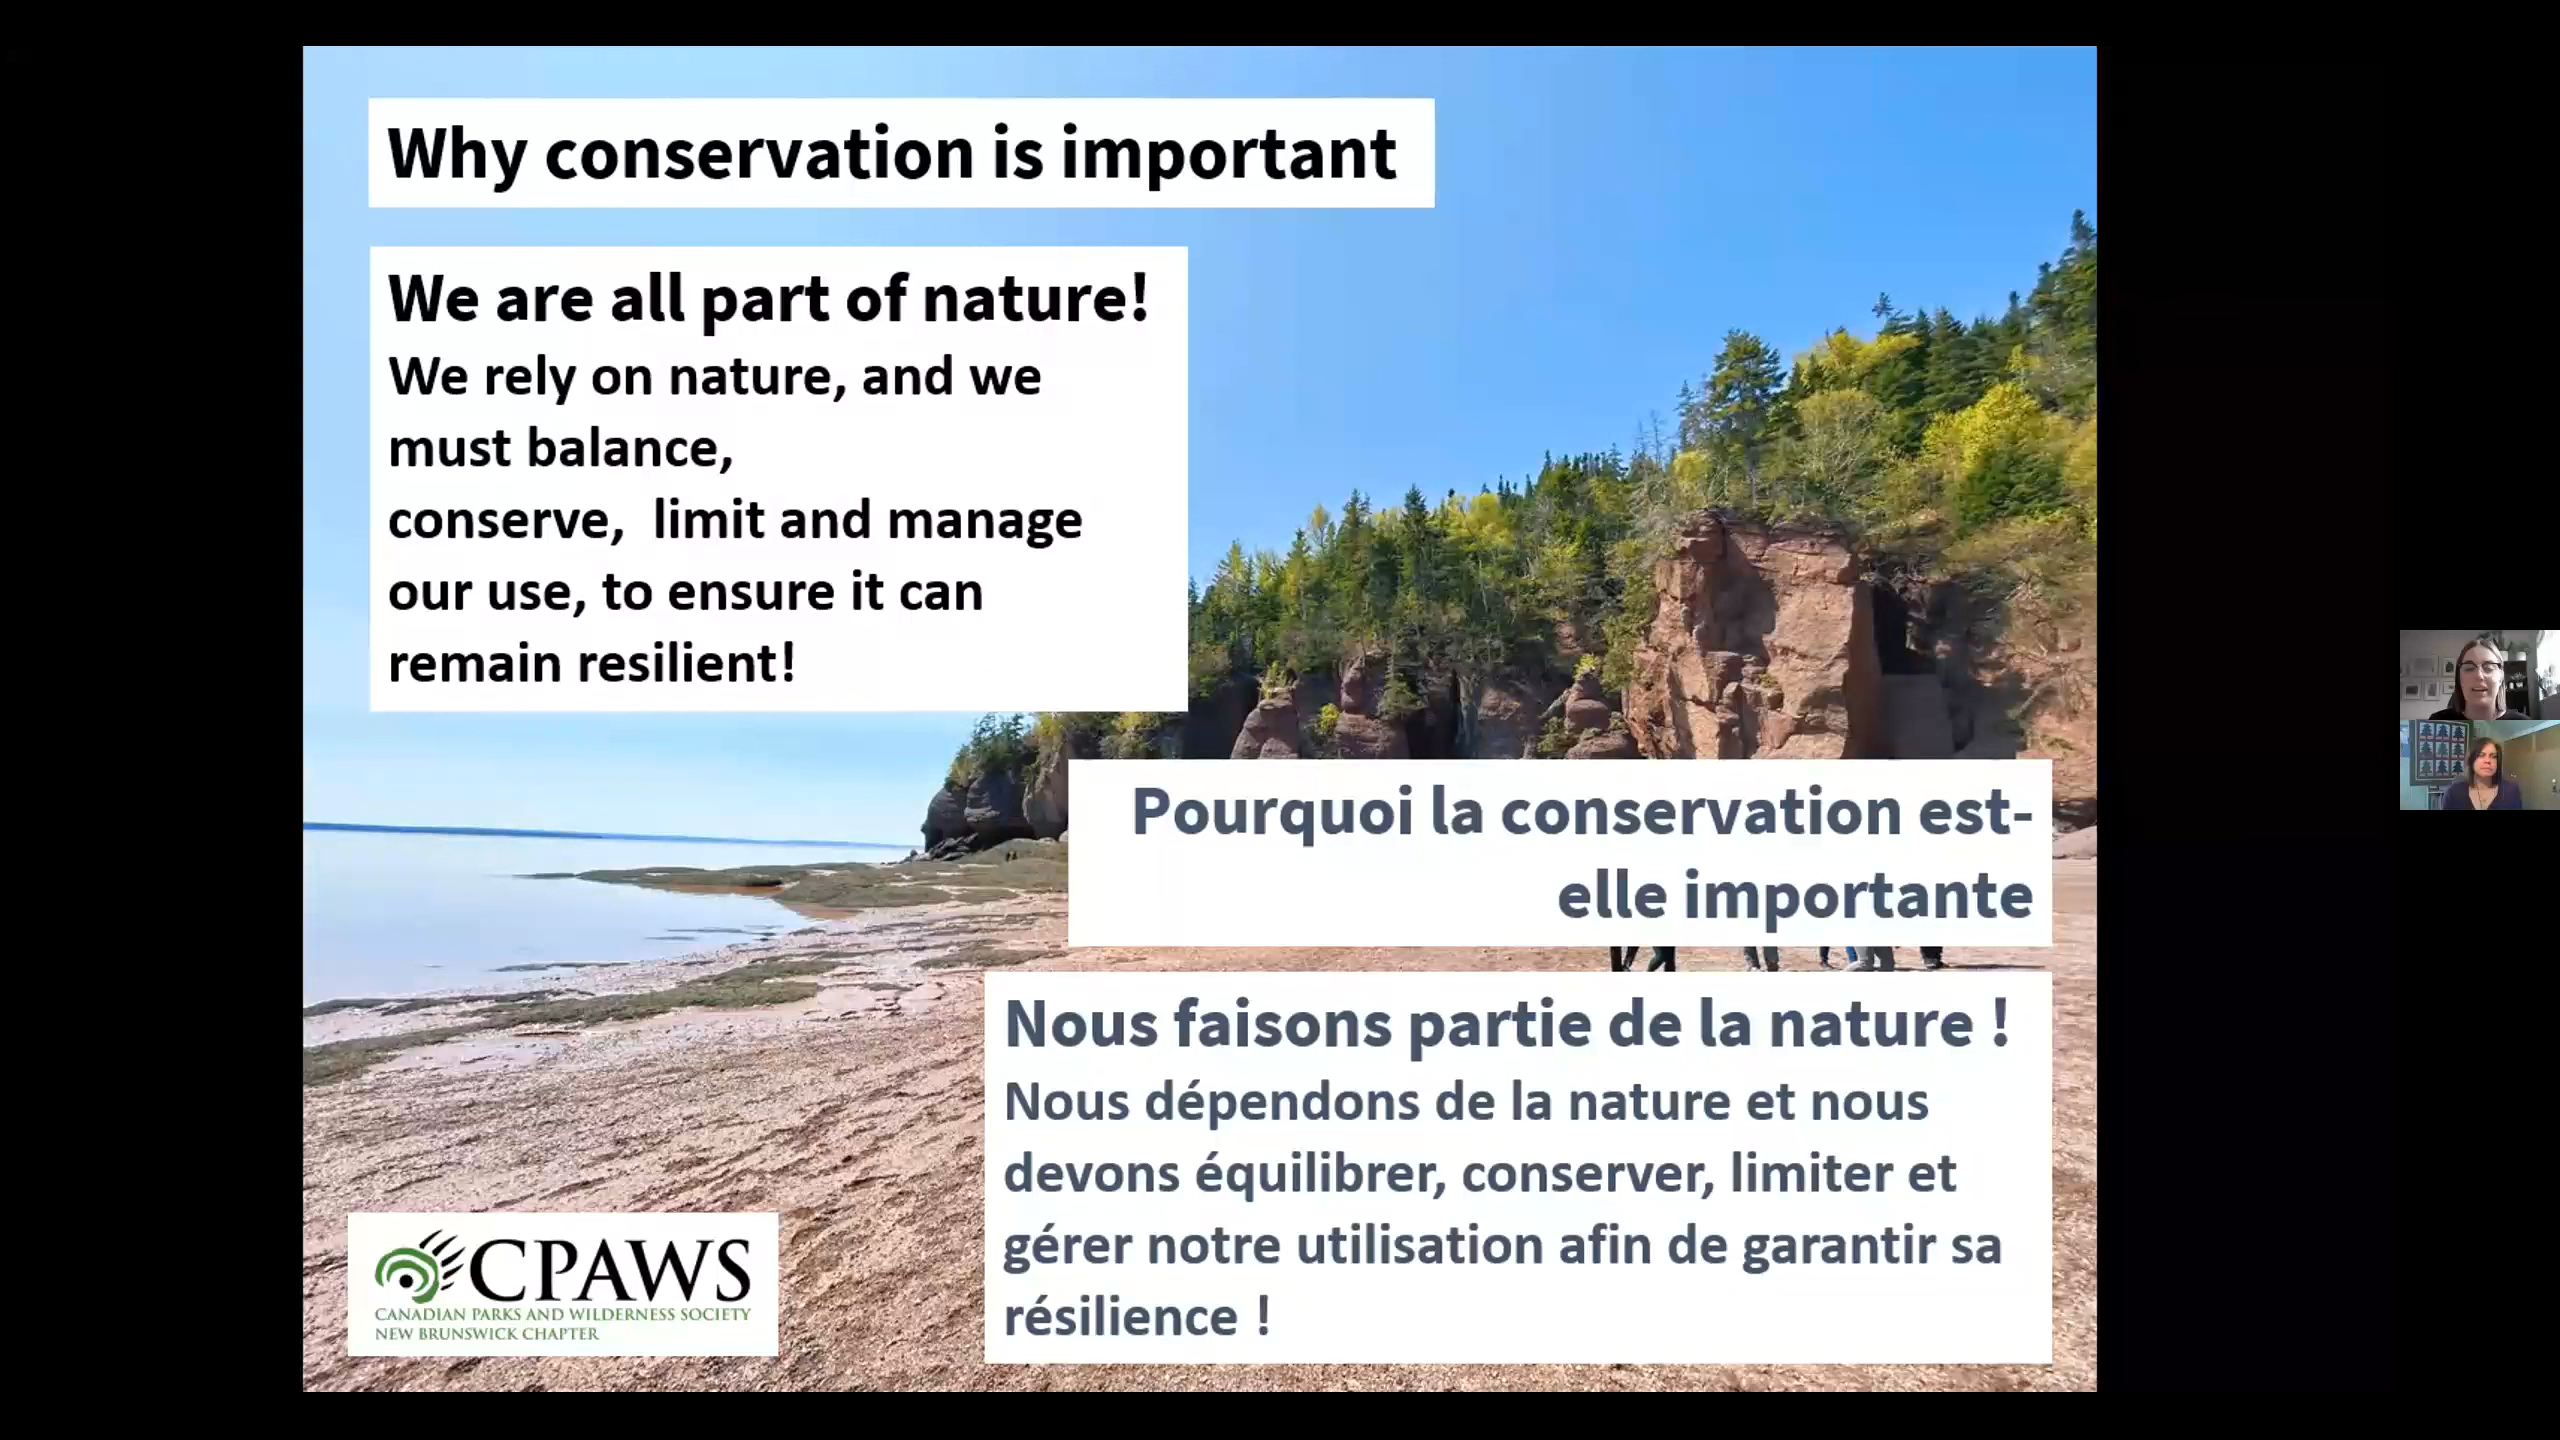 Why conservation is important
We are all part of nature!
We rely on nature, and we
must balance,
conserve,  limit and manage
our use, to ensure it can
remain resilient!
Pourquoi la conservation est-
elle importante
Nous faisons partie de la nature !
Nous dépendons de la nature et nous
devons équilibrer, conserver, limiter et
gérer notre utilisation afin de garantir sa
résilience !
CPAWS
CANADIAN PARKS AND WILDERNESS SOCIETY
NEW BRUNSWICK CHAPTER